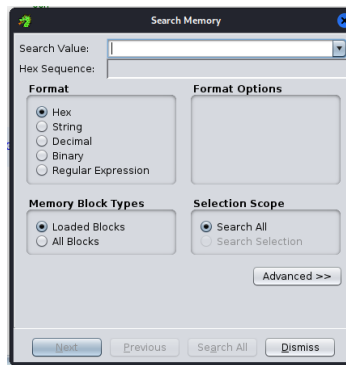 Search Memory
Search Value:
Hex Sequence:
Format
Format Options
Hex
String
Decimal
Binary
Regular Expression
Memory Block Types
Selection Scope
Loaded Blocks
Search All
All Blocks
Search Selection
Advanced >>
Next
Previous
Search All
Dismiss